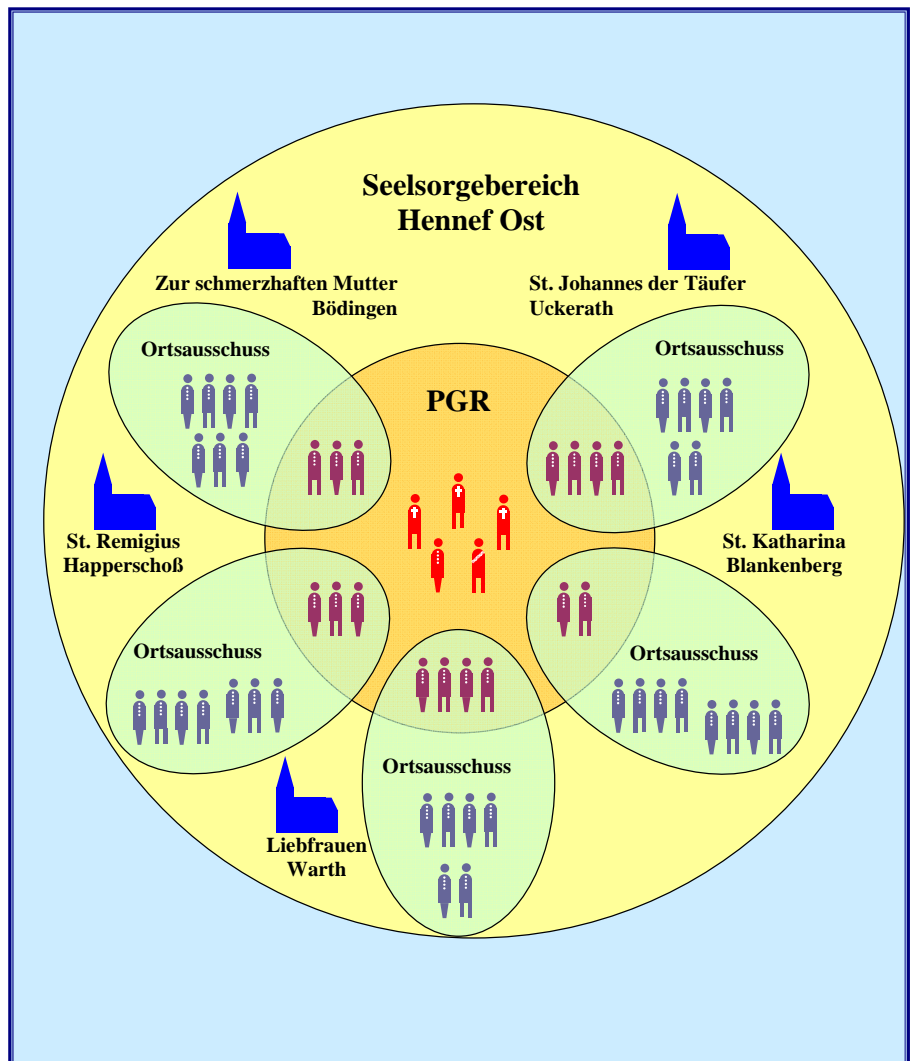 Seelsorgebereich
Hennef Ost
Zur schmerzhaften Mutter
Bödingen
St. Johannes der Täufer
Uckerath
Ortsausschuss
Ortsausschuss
PGR
St. Remigius
Happerschoß
St. Katharina
Blankenberg
Ortsausschuss
Ortsausschuss
Ortsausschuss
Liebfrauen
Warth